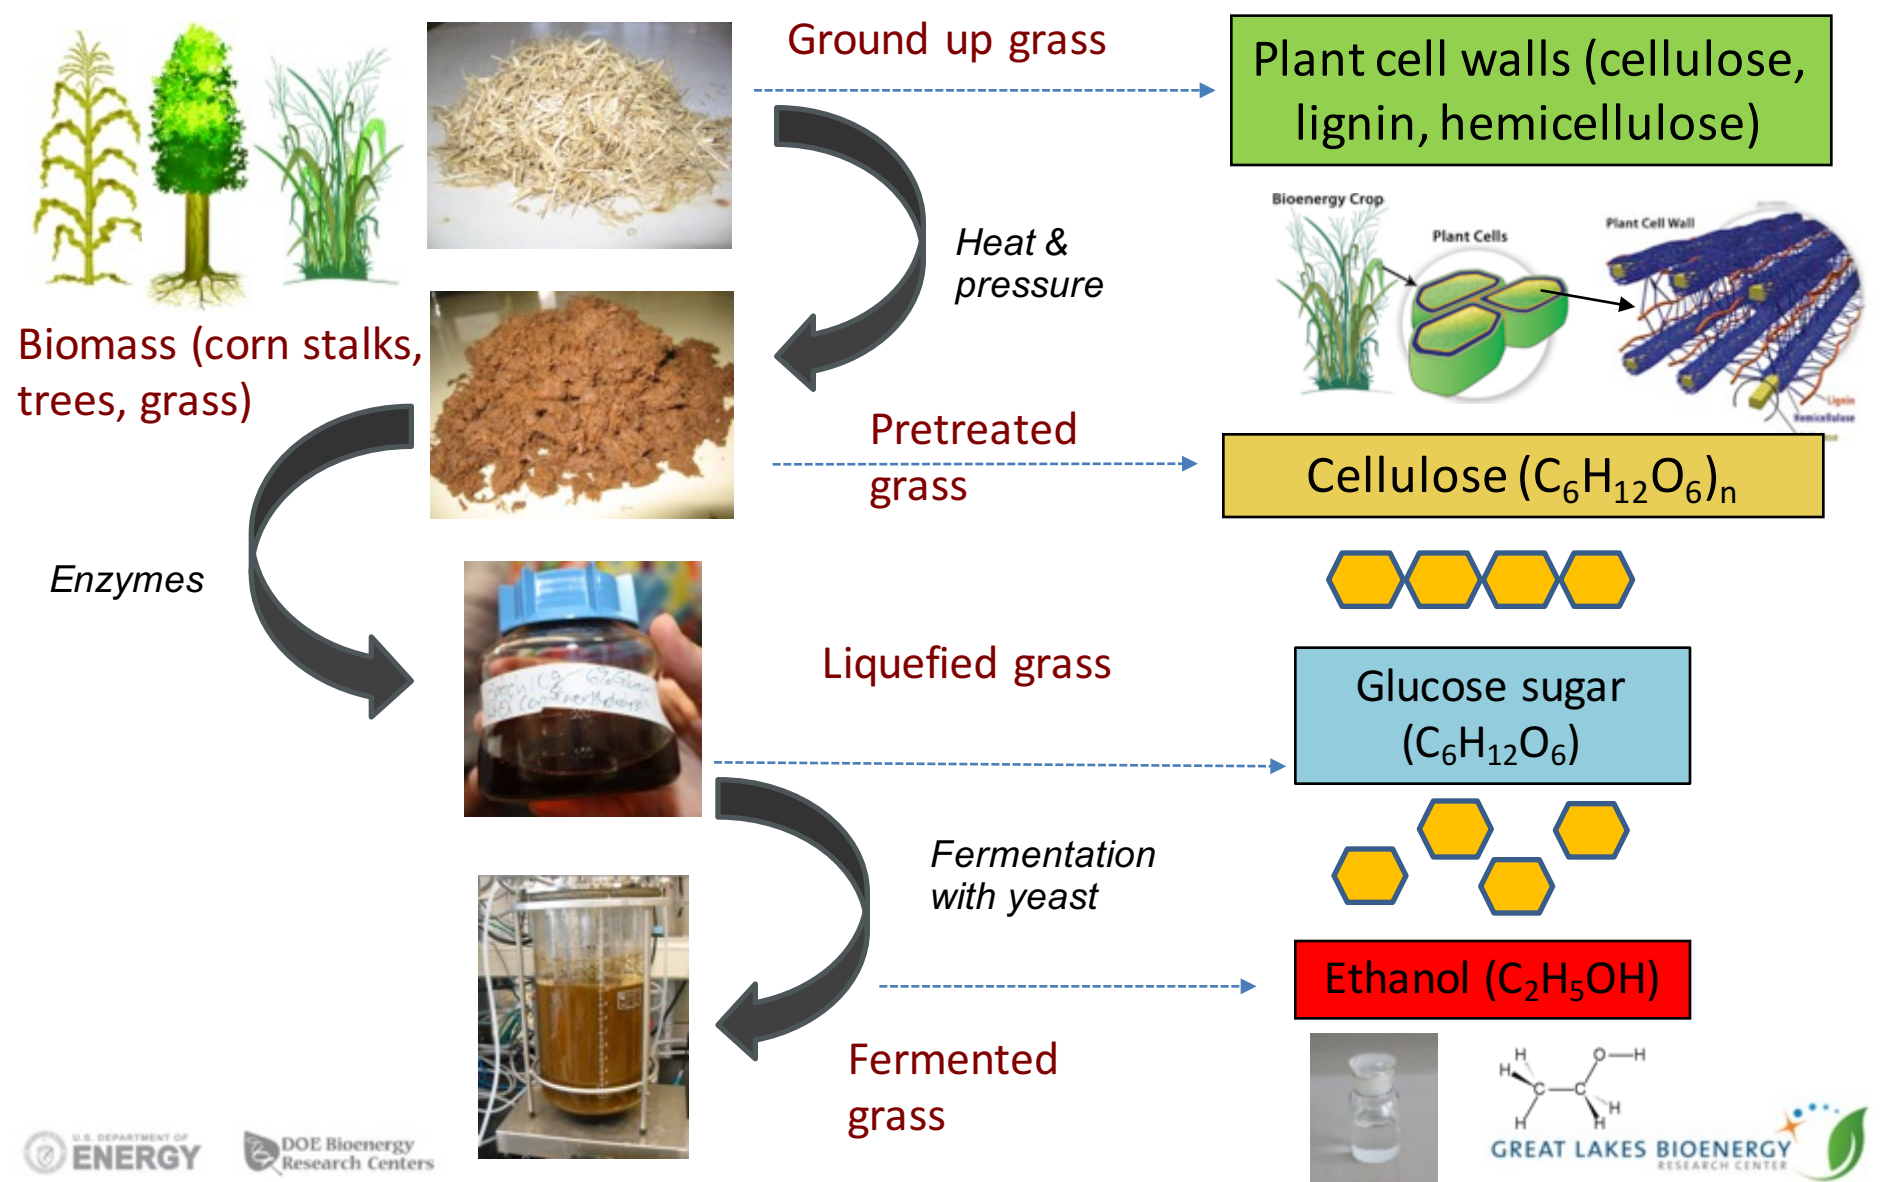 Ground up grass
Plant cell walls (cellulose,
lignin, hemicellulose)
Heat &
pressure
Bioenergy Crop
Plant Cells
Plant Cell Wall
Lignin
Hemicellulose
Biomass (corn stalks,
trees, grass)
Pretreated
grass
Cellulose (C₆H₁₂O₆)ₙ
Enzymes
Liquefied grass
Glucose sugar
(C₆H₁₂O₆)
Fermentation
with yeast
Ethanol (C₂H₅OH)
Fermented
grass
H
O—H
H
C—C
H
H
H
U.S. DEPARTMENT OF
ENERGY
DOE Bioenergy
Research Centers
GREAT LAKES BIOENERGY
RESEARCH CENTER